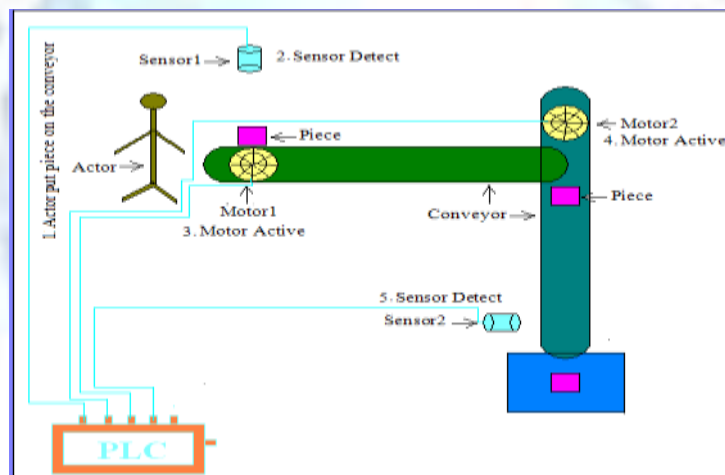 1.Actor put piece on the conveyor
Sensor1
2. Sensor Detect
Piece
Actor
Motor1
3. Motor Active
Motor2
4. Motor Active
Piece
Conveyor
5. Sensor Detect
Sensor2
PLC